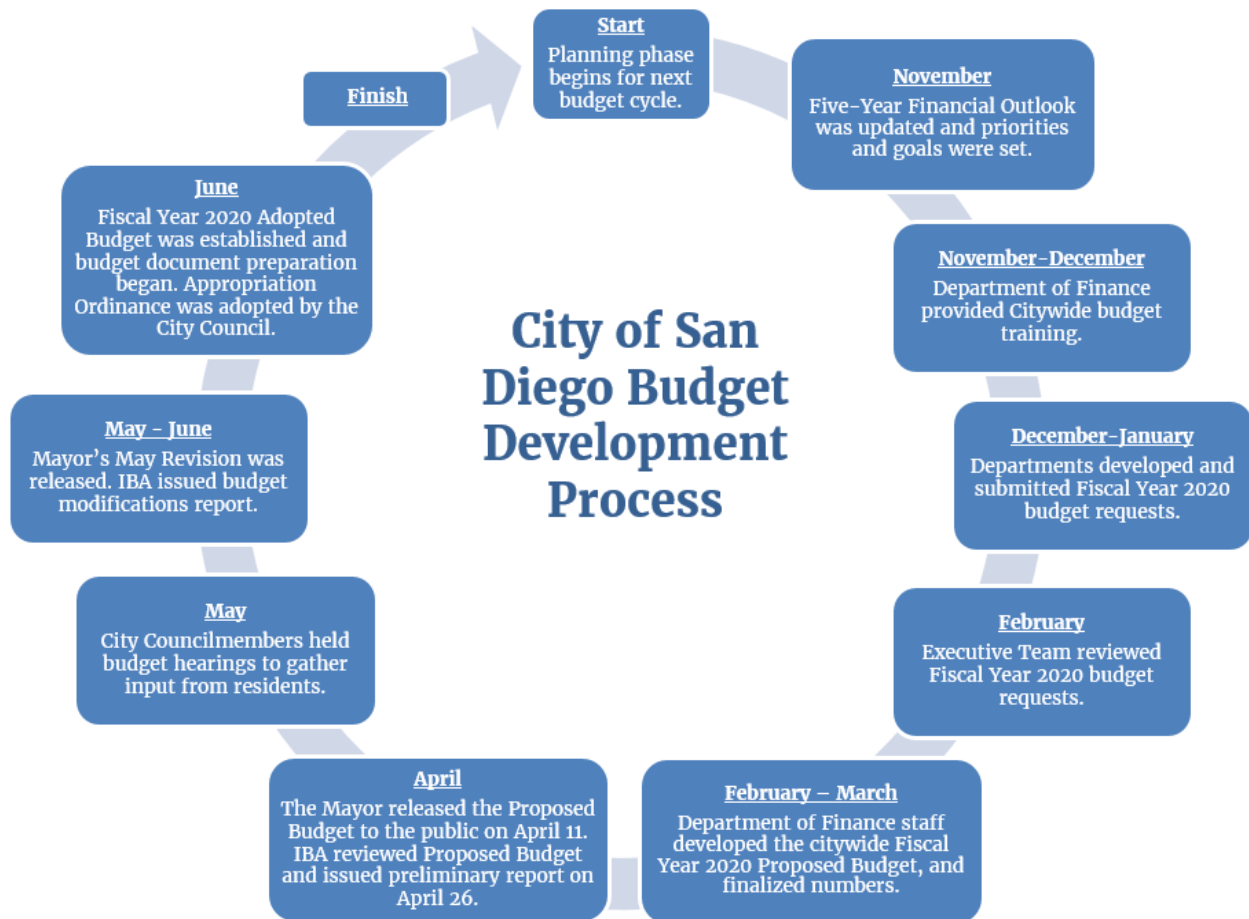 Start
Planning phase
begins for next
budget cycle.
November
Five-Year Financial Outlook
was updated and priorities
and goals were set.
November-December
Department of Finance
provided Citywide budget
training.
December-January
Departments developed and
submitted Fiscal Year 2020
budget requests.
February
Executive Team reviewed
Fiscal Year 2020 budget
requests.
February – March
Department of Finance staff
developed the citywide Fiscal
Year 2020 Proposed Budget, and
finalized numbers.
April
The Mayor released the Proposed
Budget to the public on April 11.
IBA reviewed Proposed Budget
and issued preliminary report on
April 26.
May
City Councilmembers held
budget hearings to gather
input from residents.
May - June
Mayor’s May Revision was
released. IBA issued budget
modifications report.
June
Fiscal Year 2020 Adopted
Budget was established and
budget document preparation
began. Appropriation
Ordinance was adopted by the
City Council.
Finish
City of San
Diego Budget
Development
Process